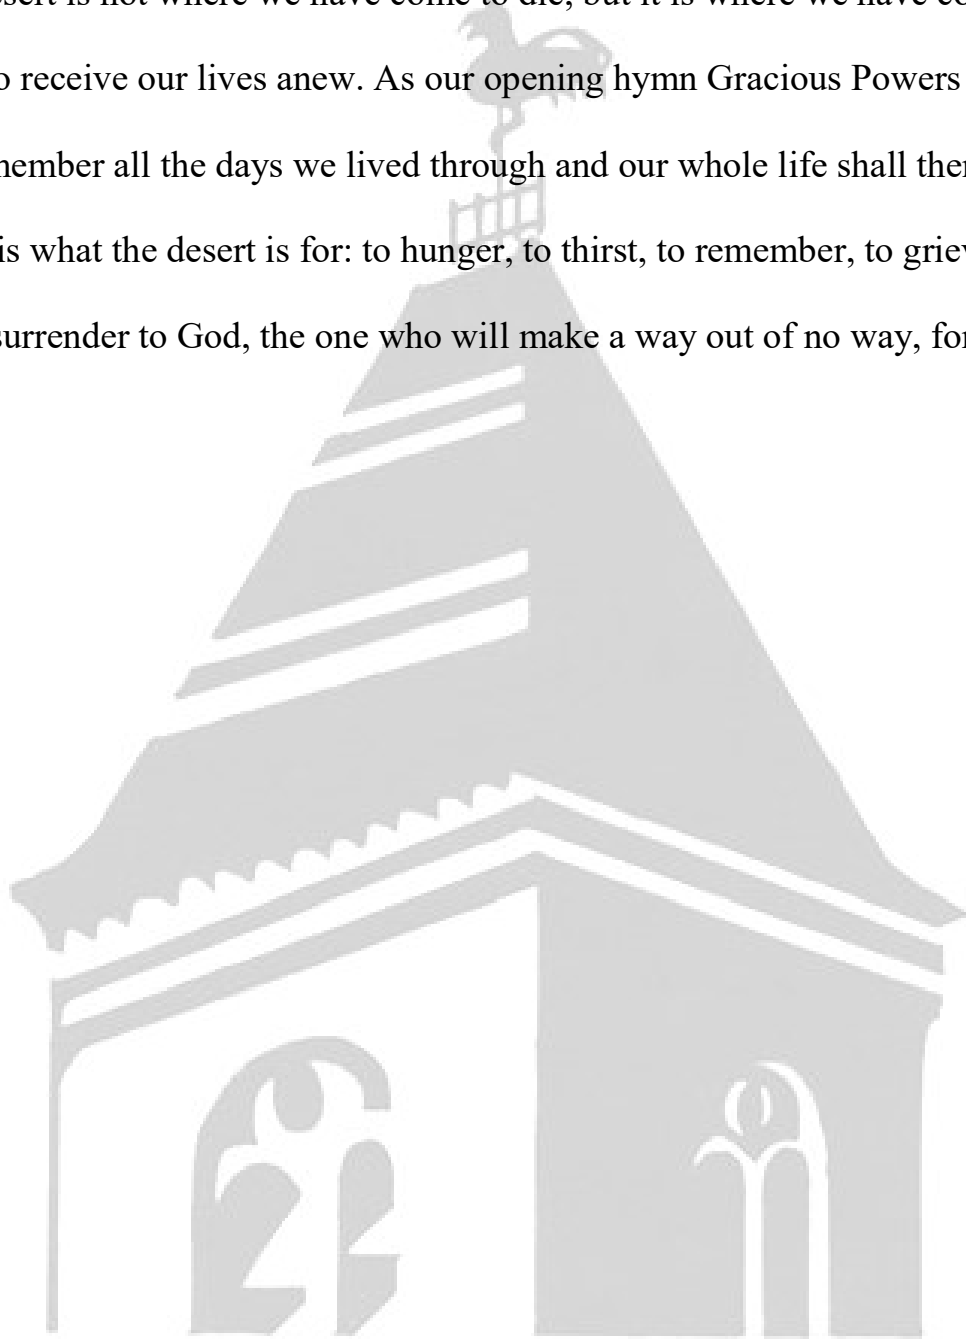 is not where we have come to die, but it is where we have
receive our lives anew. As our opening hymn Gracious Powers
all the days we lived through and our whole life shall
is what the desert is for: to hunger, to thirst, to remember, to
surrender to God, the one who will make a way out of no way,